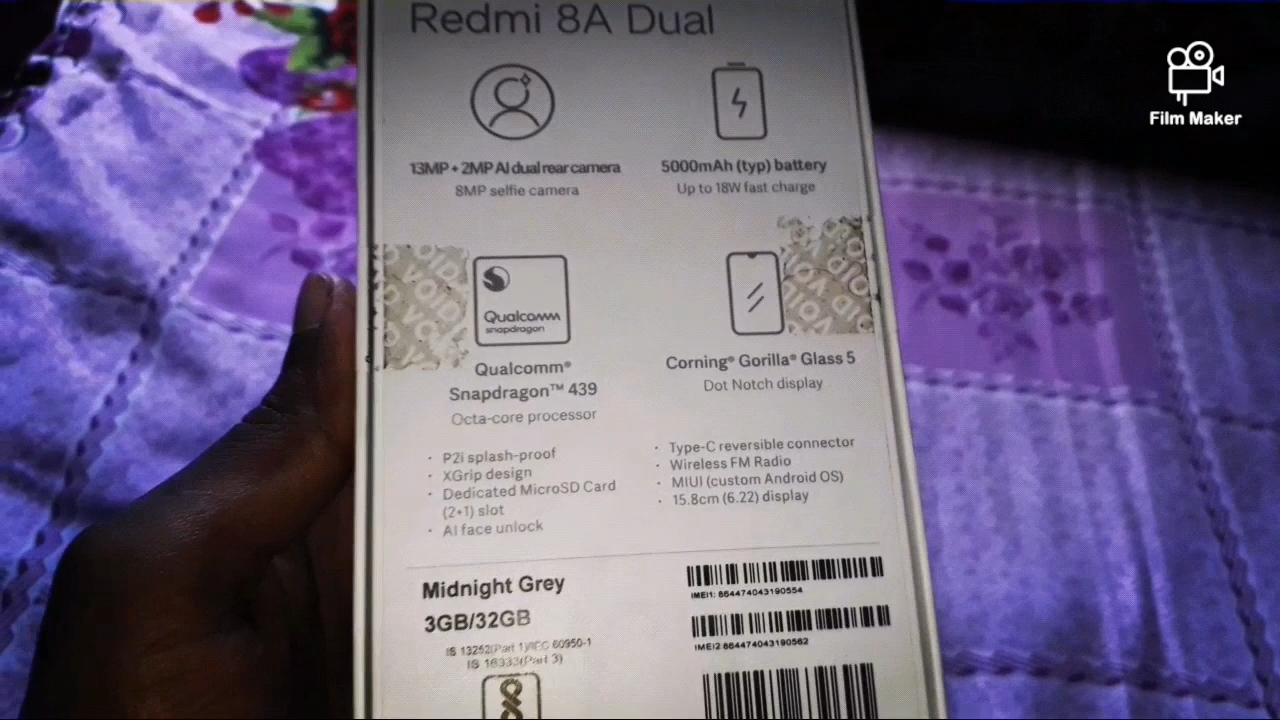 Redmi 8A Dual
Film Maker
13MP + 2MP AI dual rear camera
8MP selfie camera
5000mAh (typ) battery
Up to 18W fast charge
VOID
VOID
Qualcomm
snapdragon
Qualcomm®
Snapdragon™ 439
Octa-core processor
Corning® Gorilla® Glass 5
Dot Notch display
· P2i splash-proof
· XGrip design
· Dedicated MicroSD Card
(2+1) slot
· AI face unlock
· Type-C reversible connector
· Wireless FM Radio
· MIUI (custom Android OS)
· 15.8cm (6.22) display
Midnight Grey
3GB/32GB
IS 13252(Part 1)/IEC 60950-1
IS 16333(Part 3)
IMEI1: 864474043190554
IMEI2 864474043190562